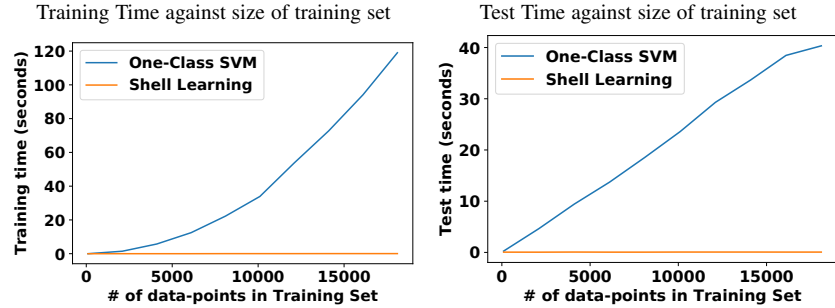 Training Time against size of training set
Test Time against size of training set
120
100
80
60
40
20
0
Training time (seconds)
One-Class SVM
Shell Learning
0
5000
10000
15000
# of data-points in Training Set
40
30
20
10
0
Test time (seconds)
One-Class SVM
Shell Learning
0
5000
10000
15000
# of data-points in Training Set